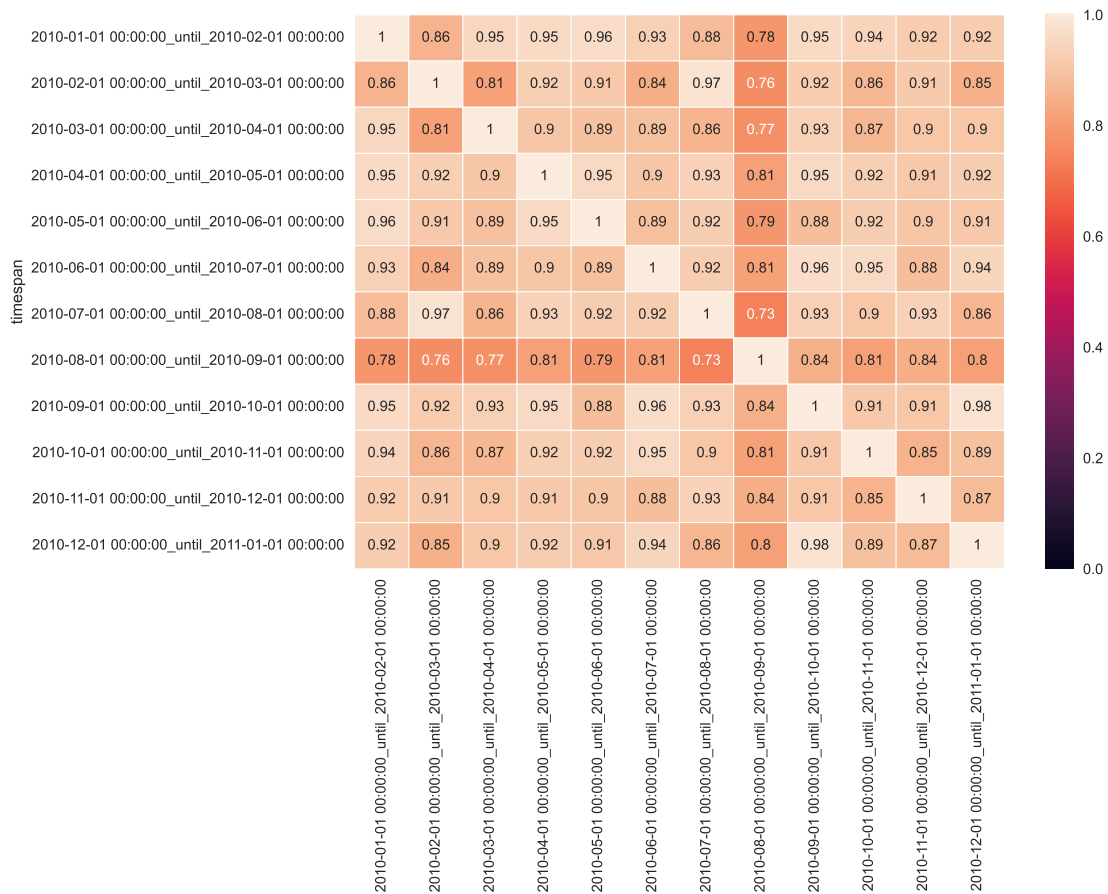 2010-01-01 00:00:00_until_2010-02-01 00:00:00 1 0.86 0.95 0.95 0.96 0.93 0.88 0.78 0.95 0.94 0.92 0.92
2010-02-01 00:00:00_until_2010-03-01 00:00:00 0.86 1 0.81 0.92 0.91 0.84 0.97 0.76 0.92 0.86 0.91 0.85
2010-03-01 00:00:00_until_2010-04-01 00:00:00 0.95 0.81 1 0.9 0.89 0.89 0.86 0.77 0.93 0.87 0.9 0.9
2010-04-01 00:00:00_until_2010-05-01 00:00:00 0.95 0.92 0.9 1 0.95 0.9 0.93 0.81 0.95 0.92 0.91 0.92
2010-05-01 00:00:00_until_2010-06-01 00:00:00 0.96 0.91 0.89 0.95 1 0.89 0.92 0.79 0.88 0.92 0.9 0.91
2010-06-01 00:00:00_until_2010-07-01 00:00:00 0.93 0.84 0.89 0.9 0.89 1 0.92 0.81 0.96 0.95 0.88 0.94
2010-07-01 00:00:00_until_2010-08-01 00:00:00 0.88 0.97 0.86 0.93 0.92 0.92 1 0.73 0.93 0.9 0.93 0.86
2010-08-01 00:00:00_until_2010-09-01 00:00:00 0.78 0.76 0.77 0.81 0.79 0.81 0.73 1 0.84 0.81 0.84 0.8
2010-09-01 00:00:00_until_2010-10-01 00:00:00 0.95 0.92 0.93 0.95 0.88 0.96 0.93 0.84 1 0.91 0.91 0.98
2010-10-01 00:00:00_until_2010-11-01 00:00:00 0.94 0.86 0.87 0.92 0.92 0.95 0.9 0.81 0.91 1 0.85 0.89
2010-11-01 00:00:00_until_2010-12-01 00:00:00 0.92 0.91 0.9 0.91 0.9 0.88 0.93 0.84 0.91 0.85 1 0.87
2010-12-01 00:00:00_until_2011-01-01 00:00:00 0.92 0.85 0.9 0.92 0.91 0.94 0.86 0.8 0.98 0.89 0.87 1
timespan
2010-01-01 00:00:00_until_2010-02-01 00:00:00
2010-02-01 00:00:00_until_2010-03-01 00:00:00
2010-03-01 00:00:00_until_2010-04-01 00:00:00
2010-04-01 00:00:00_until_2010-05-01 00:00:00
2010-05-01 00:00:00_until_2010-06-01 00:00:00
2010-06-01 00:00:00_until_2010-07-01 00:00:00
2010-07-01 00:00:00_until_2010-08-01 00:00:00
2010-08-01 00:00:00_until_2010-09-01 00:00:00
2010-09-01 00:00:00_until_2010-10-01 00:00:00
2010-10-01 00:00:00_until_2010-11-01 00:00:00
2010-11-01 00:00:00_until_2010-12-01 00:00:00
2010-12-01 00:00:00_until_2011-01-01 00:00:00
1.0
0.8
0.6
0.4
0.2
0.0